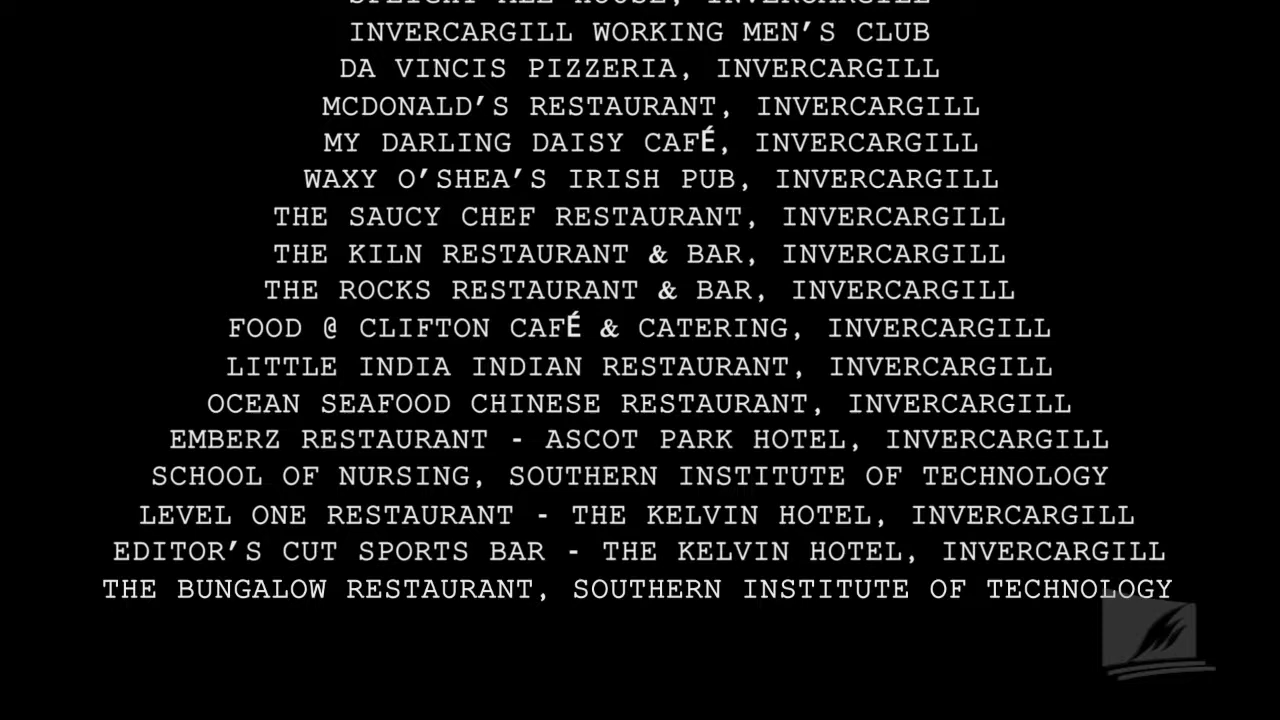 SPEIGHT ALE HOUSE, INVERCARGILL
INVERCARGILL WORKING MEN’S CLUB
DA VINCIS PIZZERIA, INVERCARGILL
MCDONALD’S RESTAURANT, INVERCARGILL
MY DARLING DAISY CAFÉ, INVERCARGILL
WAXY O’SHEA’S IRISH PUB, INVERCARGILL
THE SAUCY CHEF RESTAURANT, INVERCARGILL
THE KILN RESTAURANT & BAR, INVERCARGILL
THE ROCKS RESTAURANT & BAR, INVERCARGILL
FOOD @ CLIFTON CAFÉ & CATERING, INVERCARGILL
LITTLE INDIA INDIAN RESTAURANT, INVERCARGILL
OCEAN SEAFOOD CHINESE RESTAURANT, INVERCARGILL
EMBERZ RESTAURANT - ASCOT PARK HOTEL, INVERCARGILL
SCHOOL OF NURSING, SOUTHERN INSTITUTE OF TECHNOLOGY
LEVEL ONE RESTAURANT - THE KELVIN HOTEL, INVERCARGILL
EDITOR’S CUT SPORTS BAR - THE KELVIN HOTEL, INVERCARGILL
THE BUNGALOW RESTAURANT, SOUTHERN INSTITUTE OF TECHNOLOGY